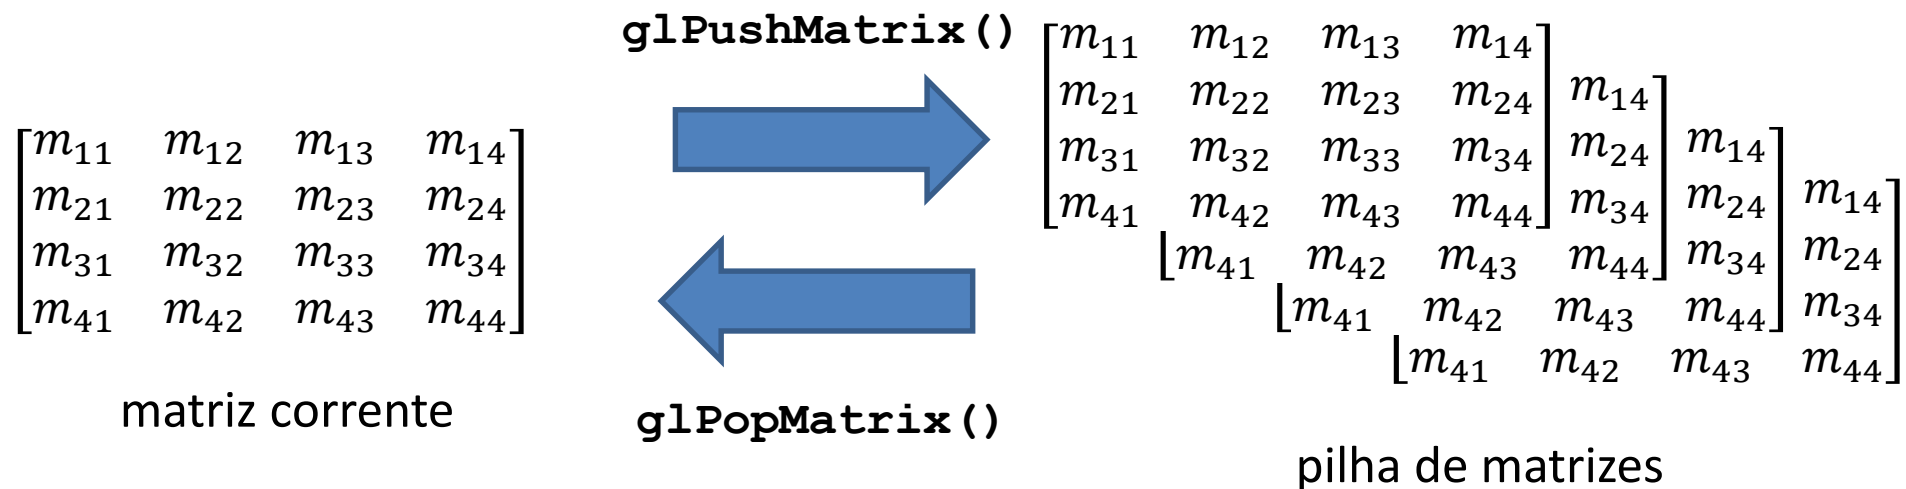 glPushMatrix()
m11 m12 m13 m14
m21 m22 m23 m24
m31 m32 m33 m34
m41 m42 m43 m44
matriz corrente
glPopMatrix()
m11 m12 m13 m14
m21 m22 m23 m24
m31 m32 m33 m34
m41 m42 m43 m44
m14
m24
m34
m41 m42 m43 m44
m14
m24
m34
m41 m42 m43 m44
m14
m24
m34
m41 m42 m43 m44
pilha de matrizes